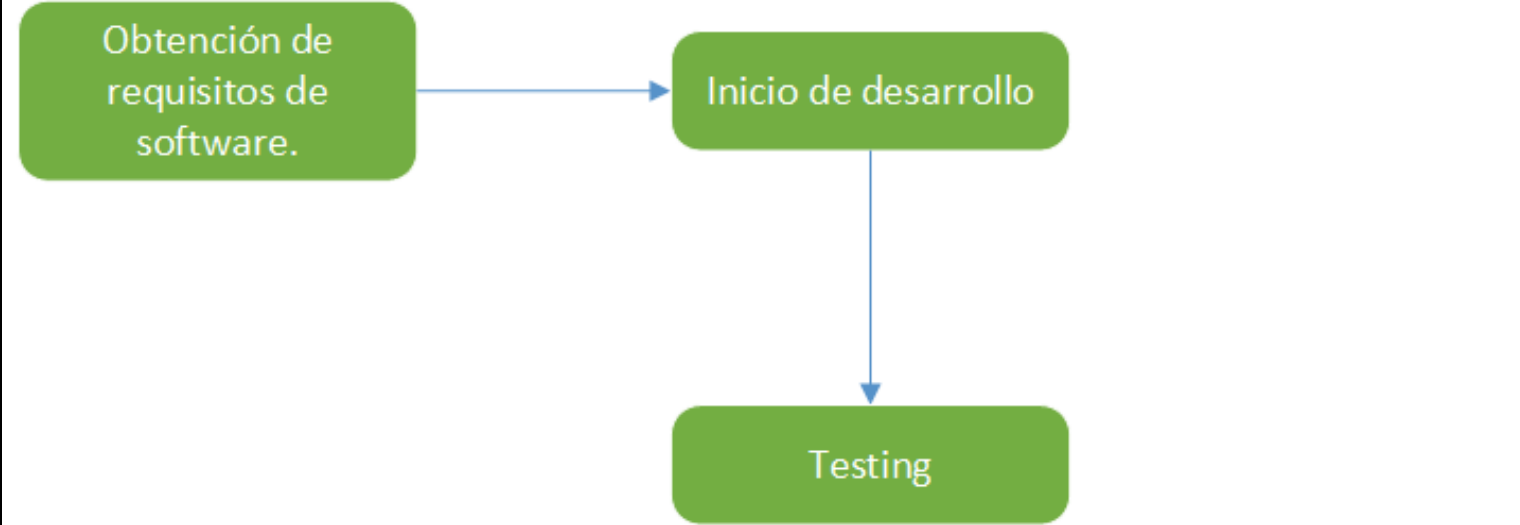 Obtención de
requisitos de
software.
Inicio de desarrollo
Testing